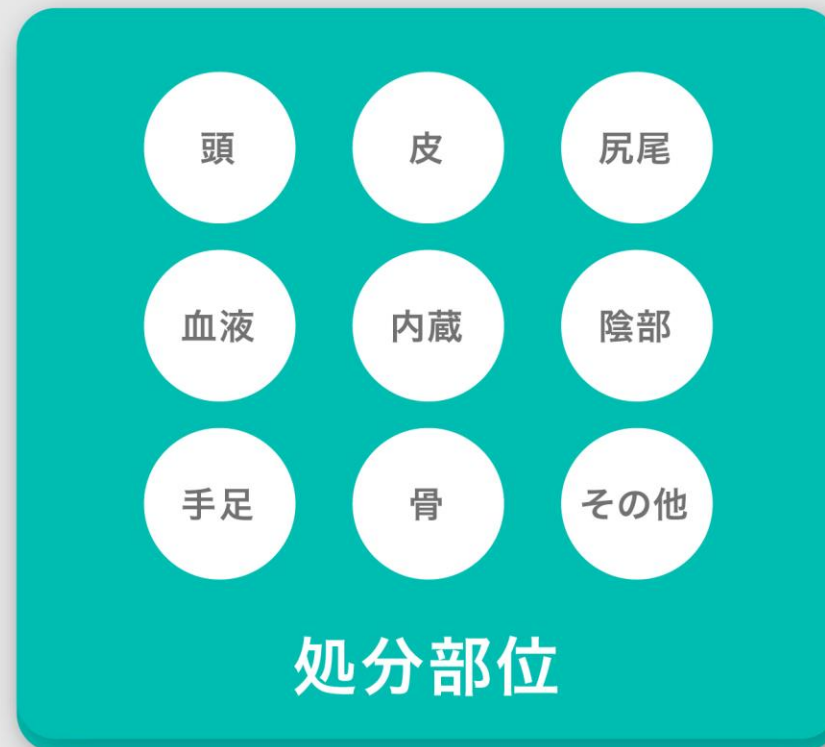 頭 皮 尻尾
血液 内蔵 陰部
手足 骨 その他
処分部位